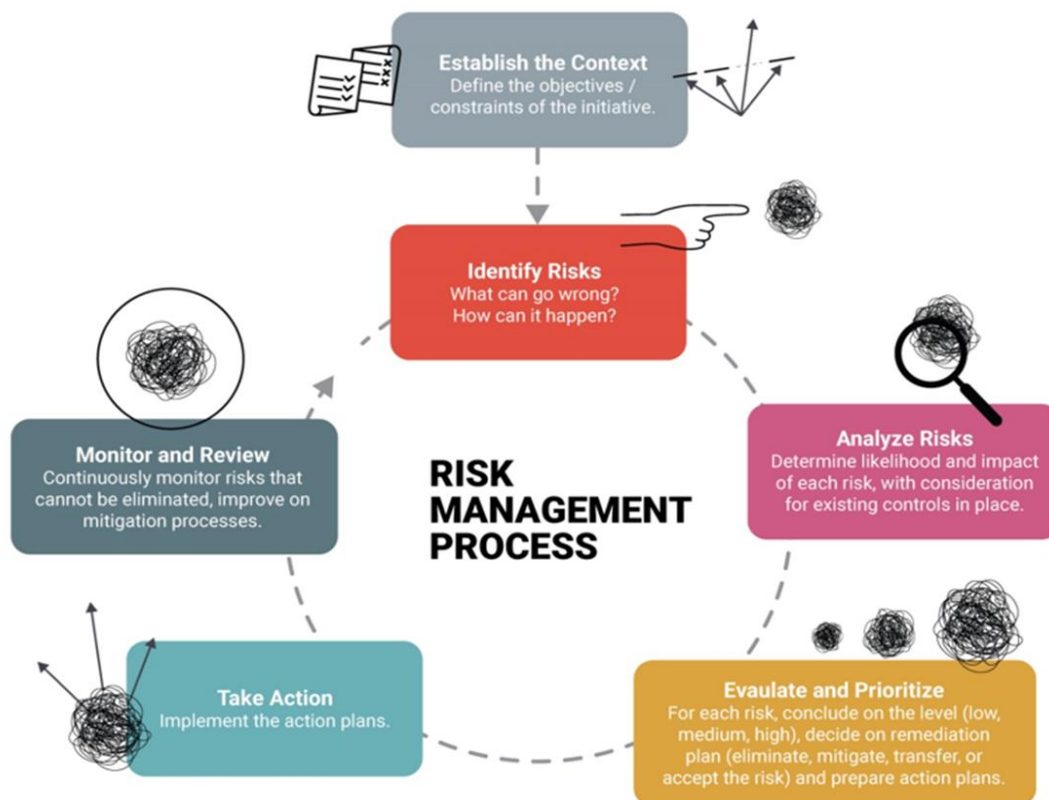 Establish the Context
Define the objectives /
constraints of the initiative.
Identify Risks
What can go wrong?
How can it happen?
Analyze Risks
Determine likelihood and impact
of each risk, with consideration
for existing controls in place.
Monitor and Review
Continuously monitor risks that
cannot be eliminated, improve on
mitigation processes.
RISK
MANAGEMENT
PROCESS
Take Action
Implement the action plans.
Evaulate and Prioritize
For each risk, conclude on the level (low,
medium, high), decide on remediation
plan (eliminate, mitigate, transfer, or
accept the risk) and prepare action plans.